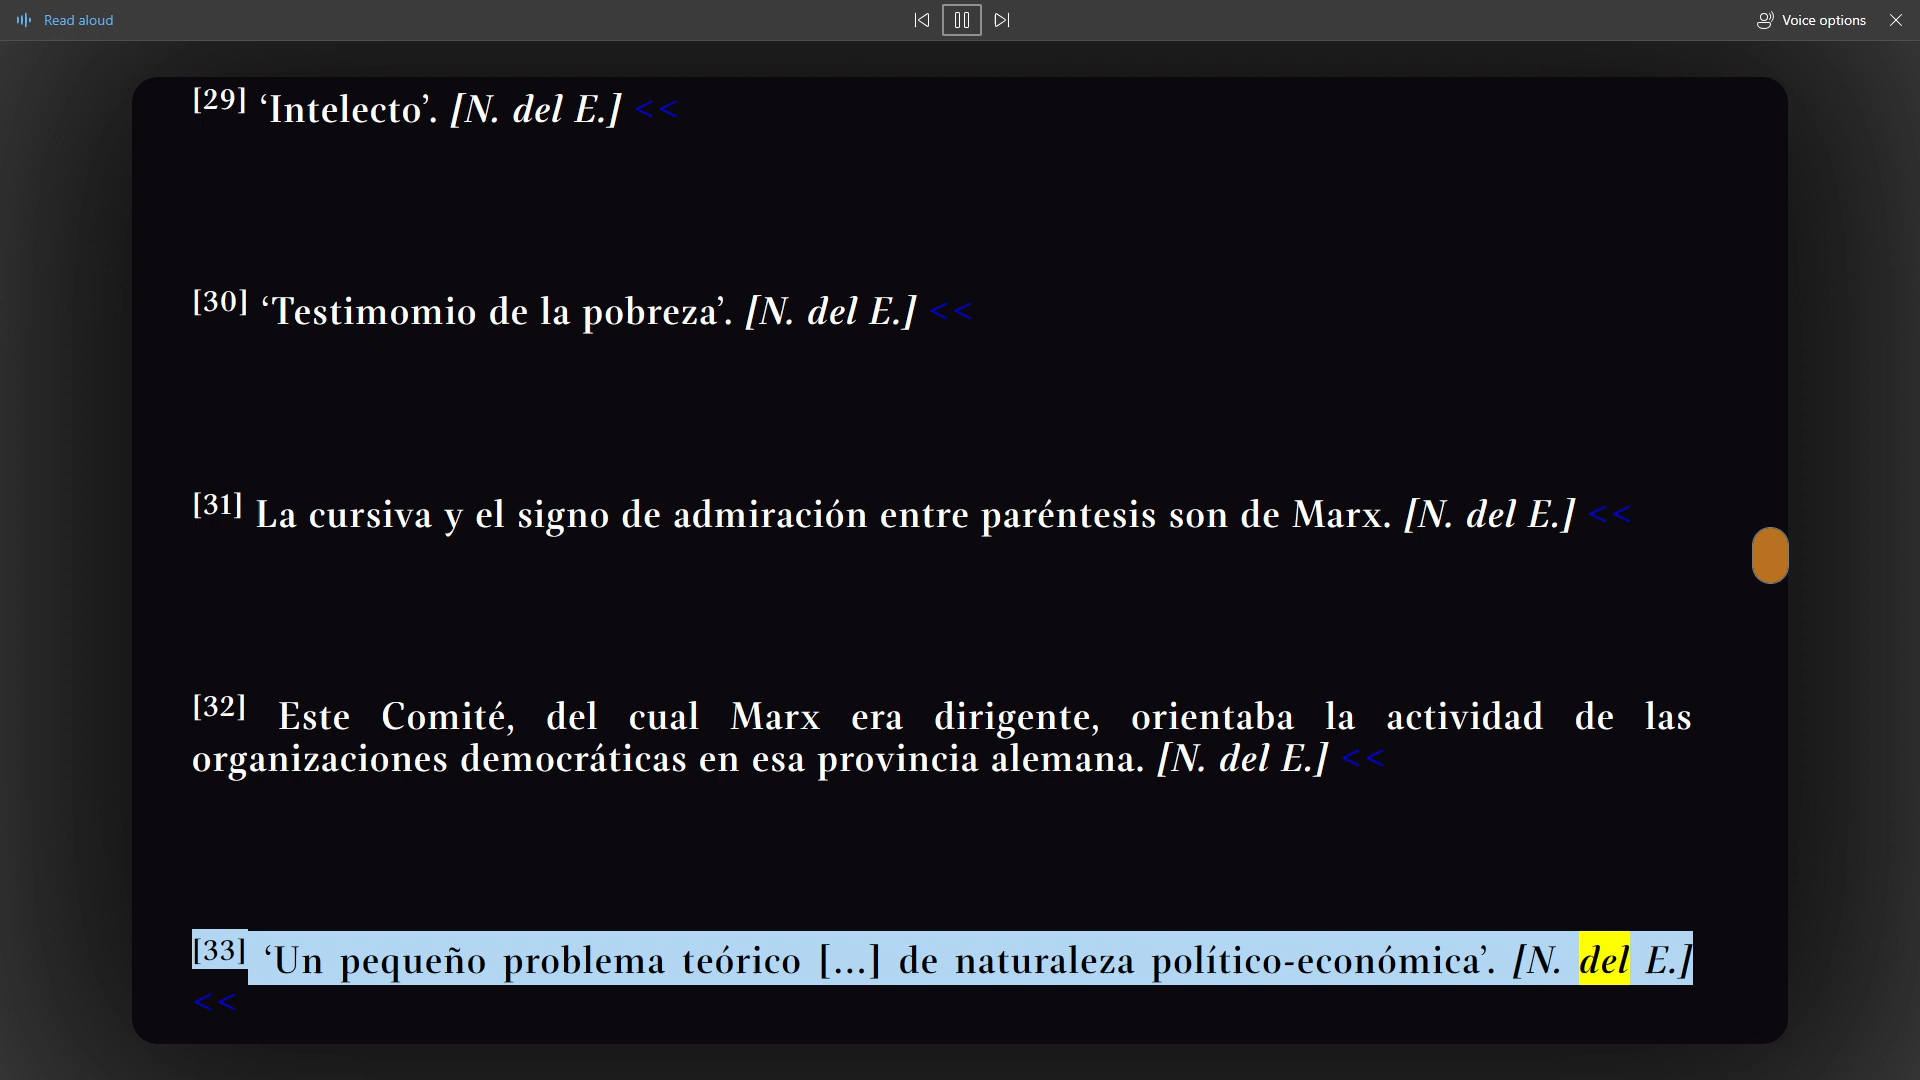 Read aloud
Voice options
[29] ‘Intelecto’. [N. del E.] <<
[30] ‘Testimomio de la pobreza’. [N. del E.] <<
[31] La cursiva y el signo de admiración entre paréntesis son de Marx. [N. del E.] <<
[32] Este Comité, del cual Marx era dirigente, orientaba la actividad de las
organizaciones democráticas en esa provincia alemana. [N. del E.] <<
[33] ‘Un pequeño problema teórico [...] de naturaleza político-económica’. [N. del E.]
<<